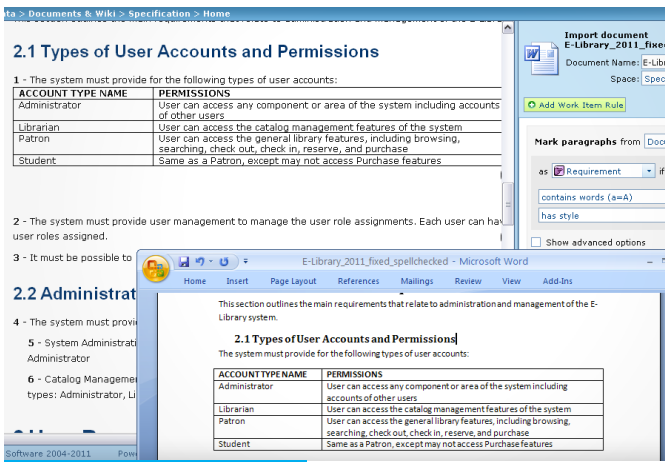 ta > Documents & Wiki > Specification > Home
2.1 Types of User Accounts and Permissions
1 - The system must provide for the following types of user accounts:
ACCOUNT TYPE NAME PERMISSIONS
Administrator User can access any component or area of the system including accounts
of other users
Librarian User can access the catalog management features of the system
Patron User can access the general library features, including browsing,
searching, check out, check in, reserve, and purchase
Student Same as a Patron, except may not access Purchase features
2 - The system must provide user management to manage the user role assignments. Each user can hav
user roles assigned.
3 - It must be possible to
2.2 Administrat
4 - The system must provi
5 - System Administrati
Administrator
6 - Catalog Manageme
types: Administrator, Li
Software 2004-2011 Powe
Import document
E-Library_2011_fixe
Document Name: E-Libr
Space: Spec
Add Work Item Rule
Mark paragraphs from Docu
as Requirement if
contains words (a=A)
has style
Show advanced options
E-Library_2011_fixed_spellchecked - Microsoft Word
Home Insert Page Layout References Mailings Review View Add-Ins
This section outlines the main requirements that relate to administration and management of the E-
Library system.
2.1 Types of User Accounts and Permissions
The system must provide for the following types of user accounts:
ACCOUNT TYPE NAME PERMISSIONS
Administrator User can access any component or area of the system including
accounts of other users
Librarian User can access the catalog management features of the system
Patron User can access the general library features, including browsing,
searching, check out, check in, reserve, and purchase
Student Same as a Patron, except may not access Purchase features